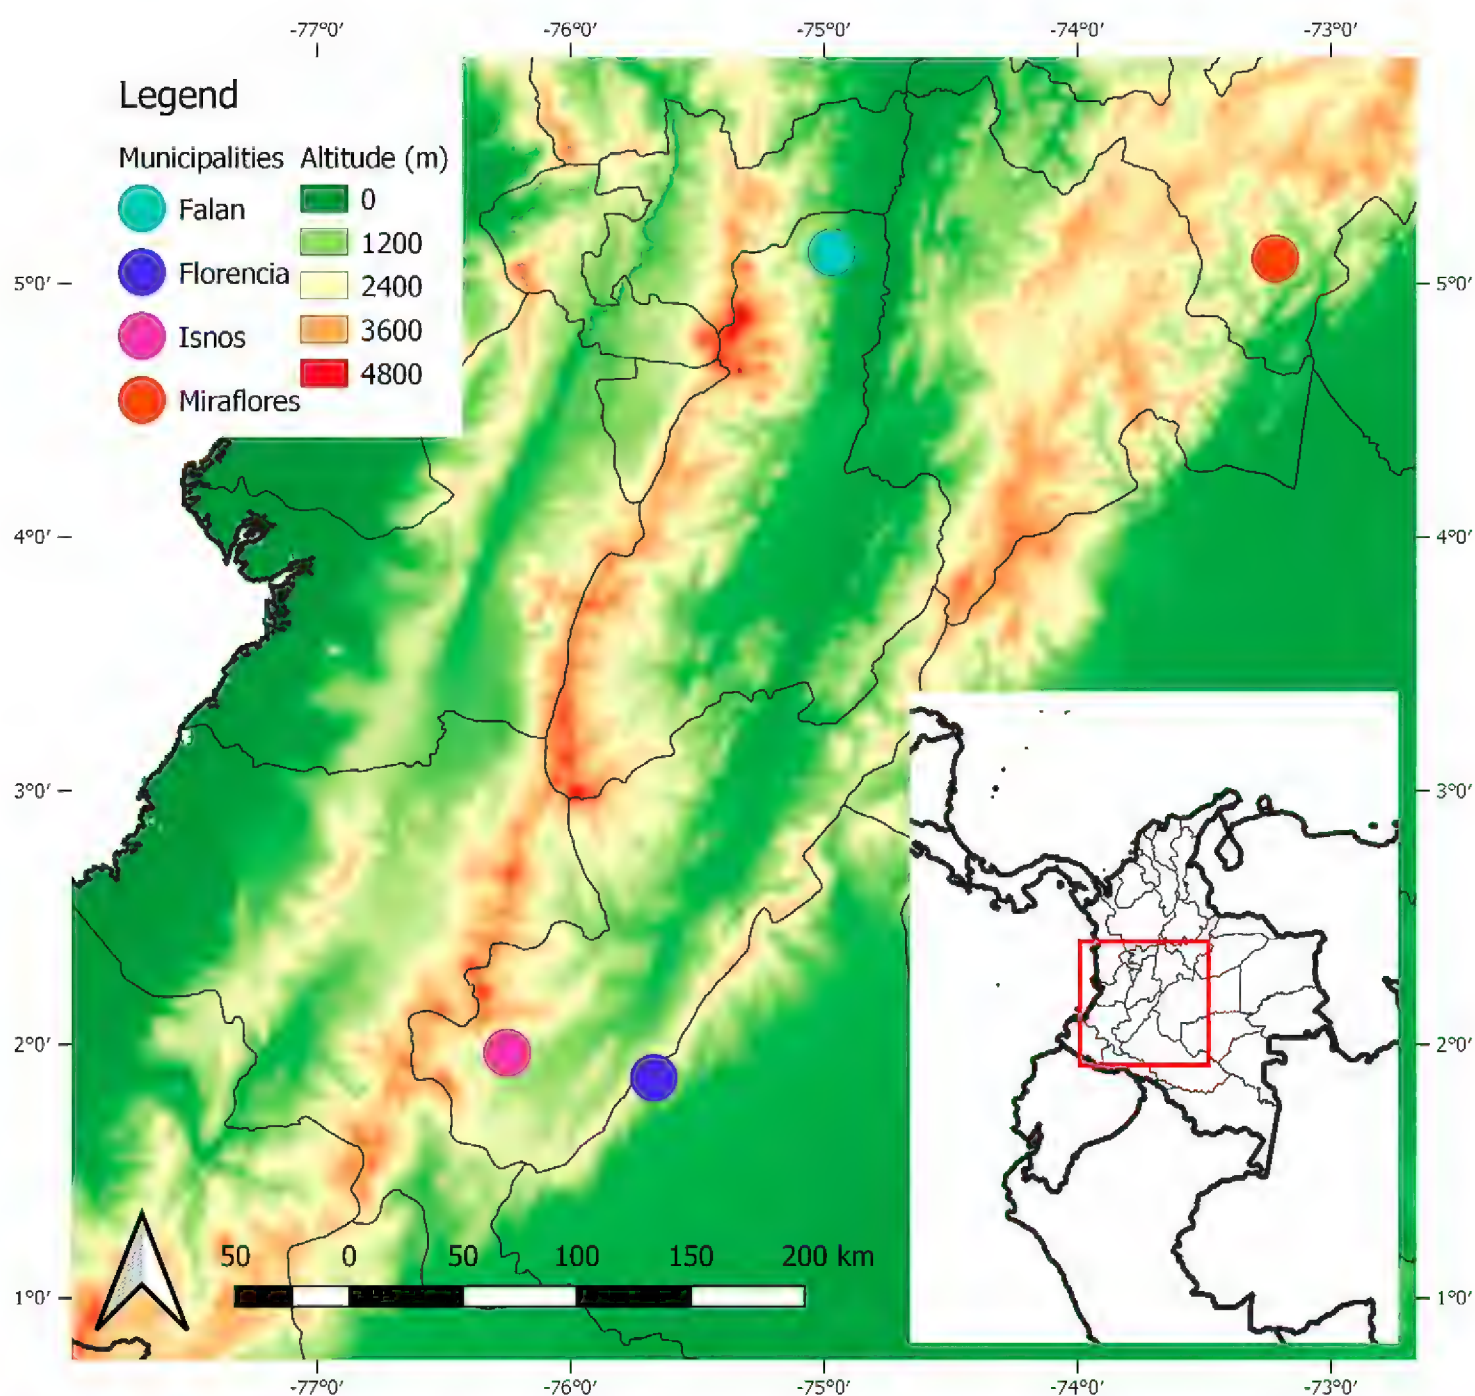 -77°0′ -76°0′ -75°0′ -74°0′ -73°0′
Legend
Municipalities Altitude (m)
Falan 0
Florencia 1200
Isnos 2400
Miraflores 3600
4800
5°0′ 5°0′
4°0′ 4°0′
3°0′ 3°0′
2°0′ 2°0′
50 0 50 100 150 200 km
1°0′ 1°0′
-77°0′ -76°0′ -75°0′ -74°0′ -73°0′